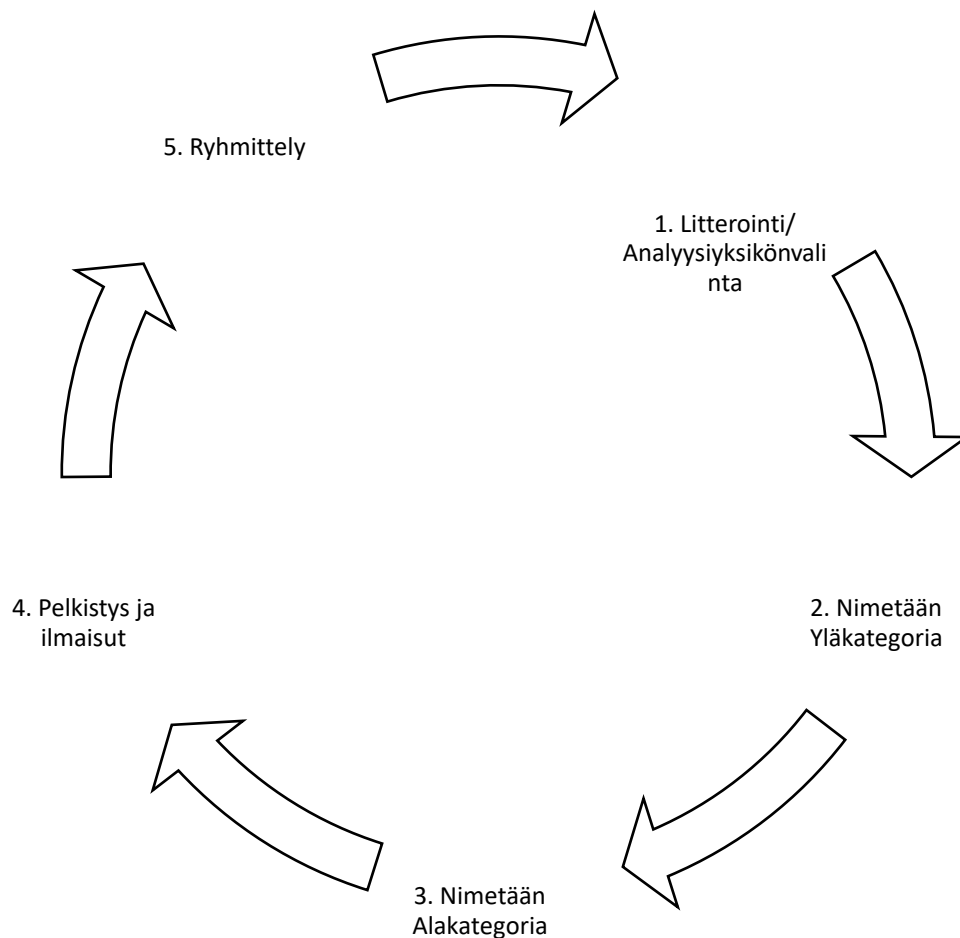 5. Ryhmittely
1. Litterointi/
Analyysiyksikönvali
nta
2. Nimetään
Yläkategoria
3. Nimetään
Alakategoria
4. Pelkistys ja
ilmaisut